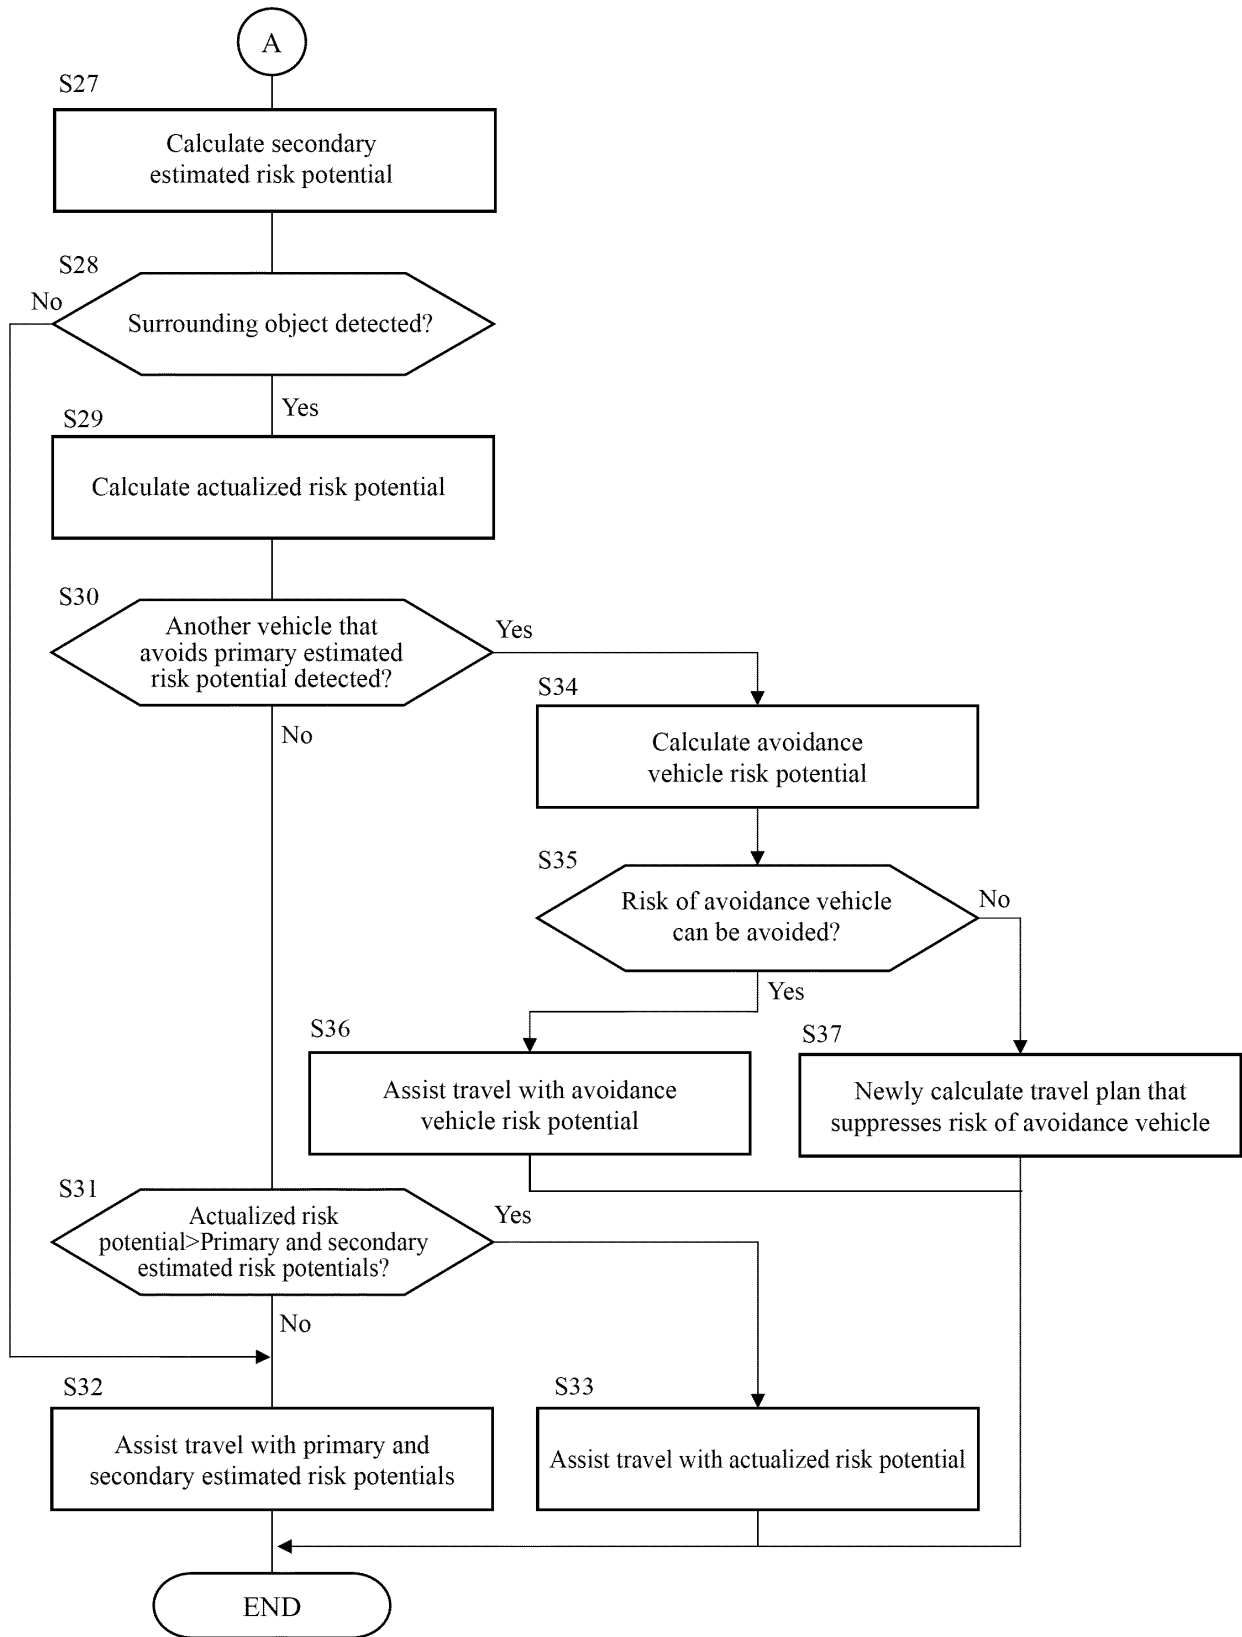 A
S27
Calculate secondary
estimated risk potential
S28
No
Surrounding object detected?
Yes
S29
Calculate actualized risk potential
S30
Another vehicle that
avoids primary estimated
risk potential detected?
Yes
No
S34
Calculate avoidance
vehicle risk potential
S35
Risk of avoidance vehicle
can be avoided?
No
Yes
S36
Assist travel with avoidance
vehicle risk potential
S37
Newly calculate travel plan that
suppresses risk of avoidance vehicle
S31
Actualized risk
potential>Primary and secondary
estimated risk potentials?
Yes
No
S32
Assist travel with primary and
secondary estimated risk potentials
S33
Assist travel with actualized risk potential
END